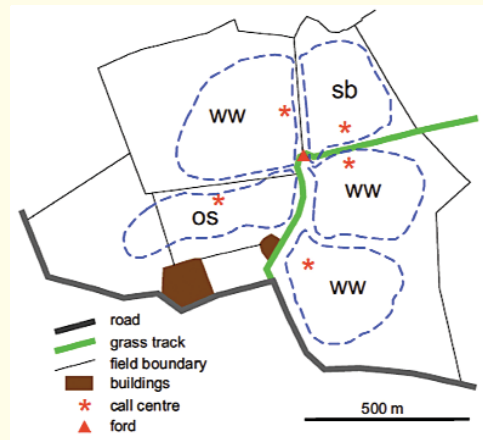 sb
ww
ww
os
ww
road
grass track
field boundary
buildings
call centre
ford
500 m